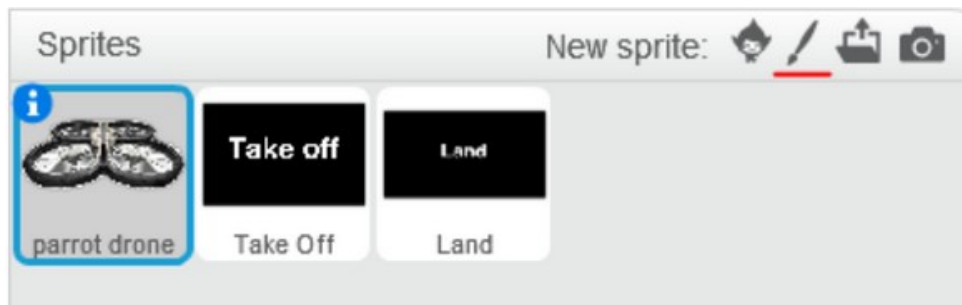 Sprites New sprite:
Take off Land
parrot drone Take Off Land